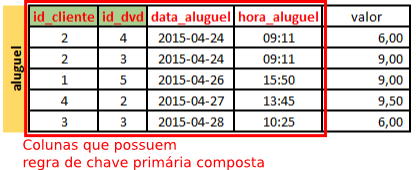 id_cliente id_dvd data_aluguel hora_aluguel valor
2 4 2015-04-24 09:11 6,00
2 3 2015-04-24 09:11 9,00
1 5 2015-04-26 15:50 9,00
4 2 2015-04-27 13:45 9,50
3 3 2015-04-28 10:25 6,00
aluguel
Colunas que possuem
regra de chave primária composta